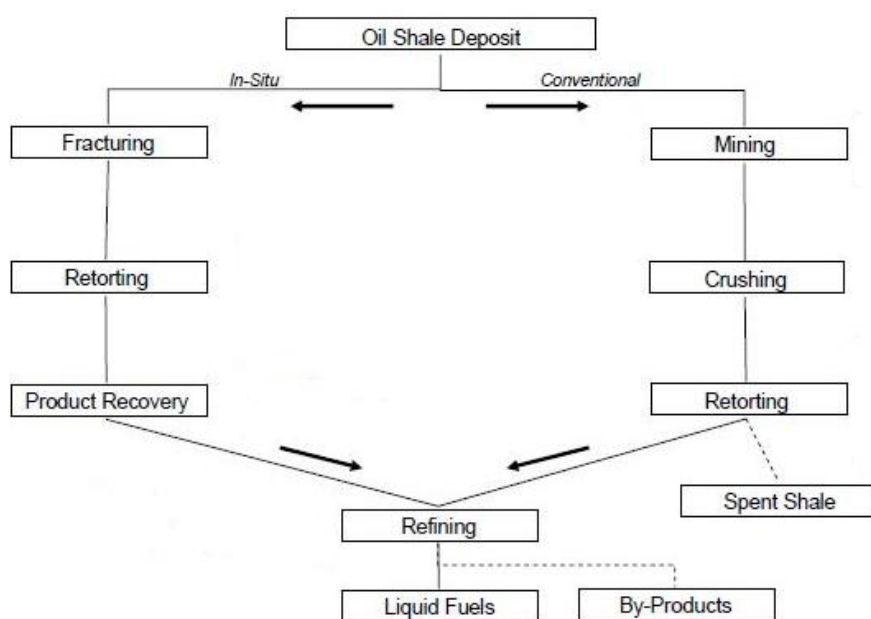 Oil Shale Deposit
In-Situ
Conventional
Fracturing
Mining
Retorting
Crushing
Product Recovery
Retorting
Spent Shale
Refining
Liquid Fuels
By-Products